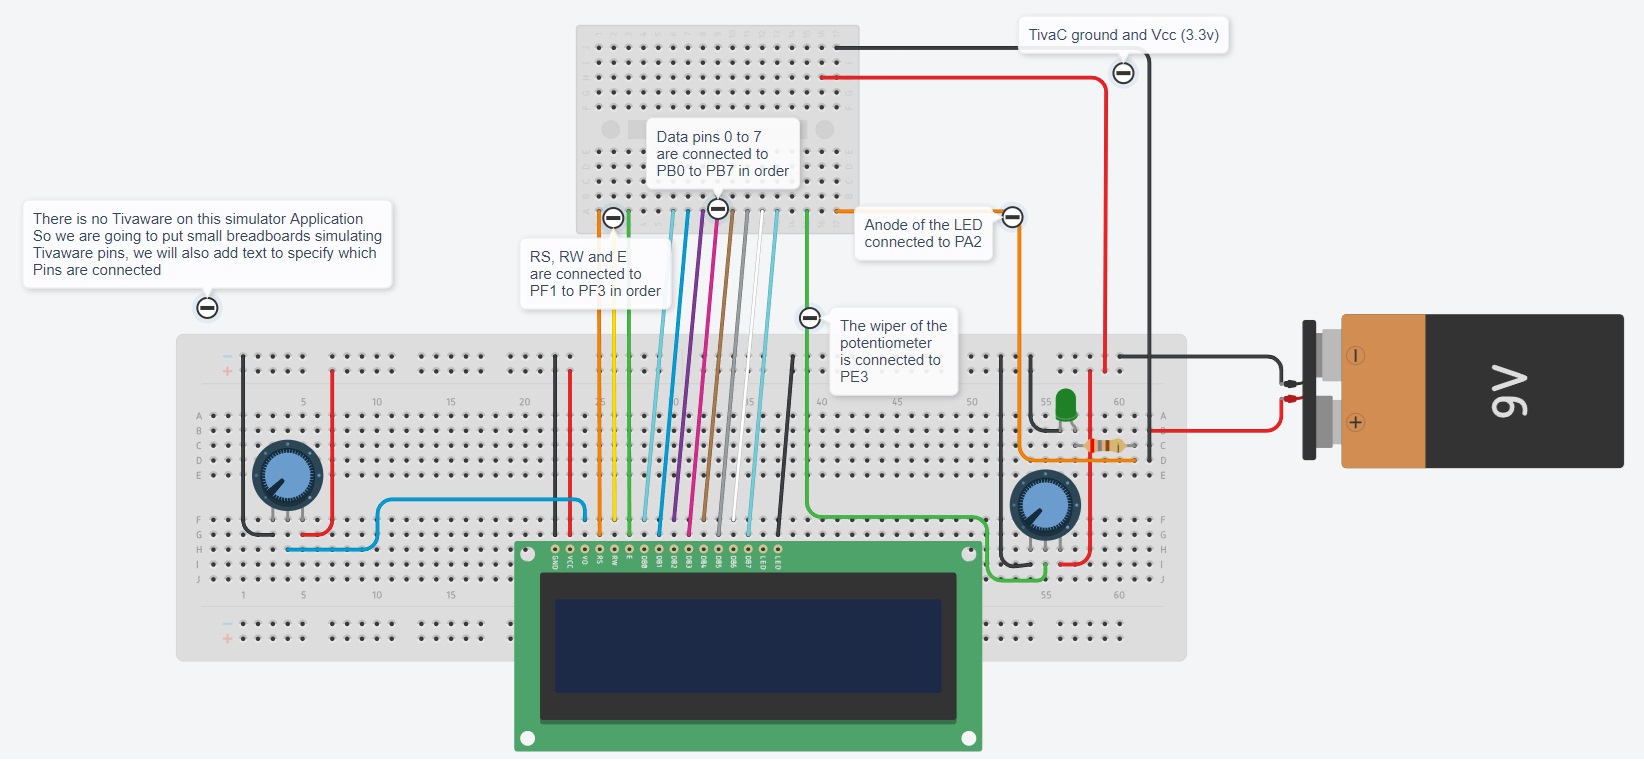 TivaC ground and Vcc (3.3v)
Data pins 0 to 7
are connected to
PB0 to PB7 in order
There is no Tivaware on this simulator Application
So we are going to put small breadboards simulating
Tivaware pins, we will also add text to specify which
Pins are connected
Anode of the LED
connected to PA2
RS, RW and E
are connected to
PF1 to PF3 in order
The wiper of the
potentiometer
is connected to
PE3
9V
5 20 40 45 50 60
A A
B
C C
D D
E E
F F
G G
H H
I I
J J
GND VCC VO RS RW E DB0 DB1 DB2 DB3 DB4 DB5 DB6 DB7 LED LED
1 5 10 15 55 60